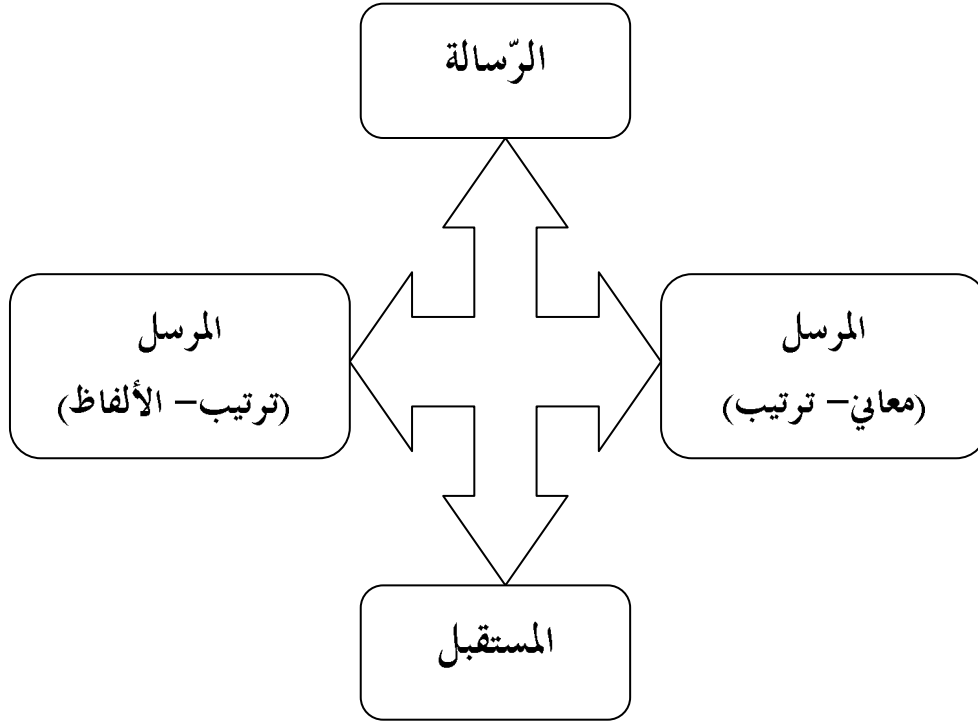 الرّسالة
المرسل
(معاني– ترتيب)
المرسل
(ترتيب– الألفاظ)
المستقبل